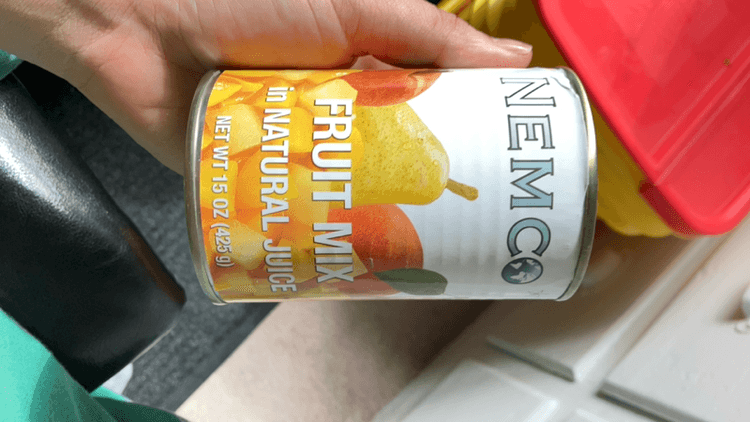 NEMCO
FRUIT MIX
in NATURAL JUICE
NET WT 15 OZ (425 g)